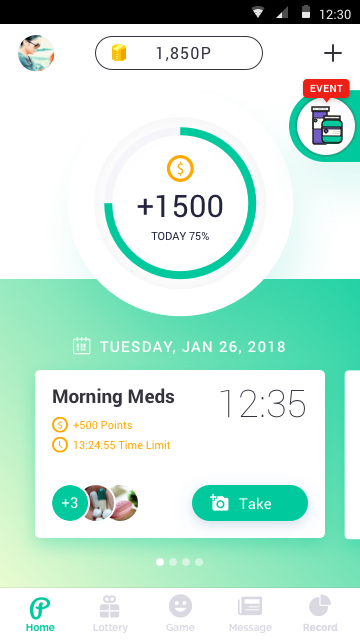 12:30
1,850P
EVENT
+1500
TODAY 75%
TUESDAY, JAN 26, 2018
Morning Meds
12:35
+500 Points
13:24:55 Time Limit
+3
Take
Home
Lottery
Game
Message
Record